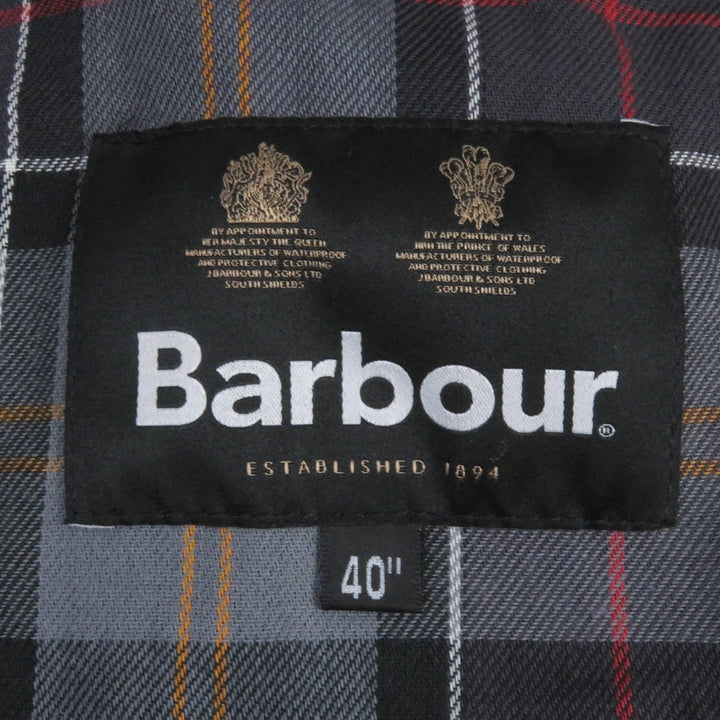 BY APPOINTMENT TO
HER MAJESTY THE QUEEN
MANUFACTURERS OF WATERPROOF
AND PROTECTIVE CLOTHING
J BARBOUR & SONS LTD
SOUTH SHIELDS
BY APPOINTMENT TO
HRH THE PRINCE OF WALES
MANUFACTURERS OF WATERPROOF
AND PROTECTIVE CLOTHING
J BARBOUR & SONS LTD
SOUTH SHIELDS
Barbour®
ESTABLISHED 1894
40"